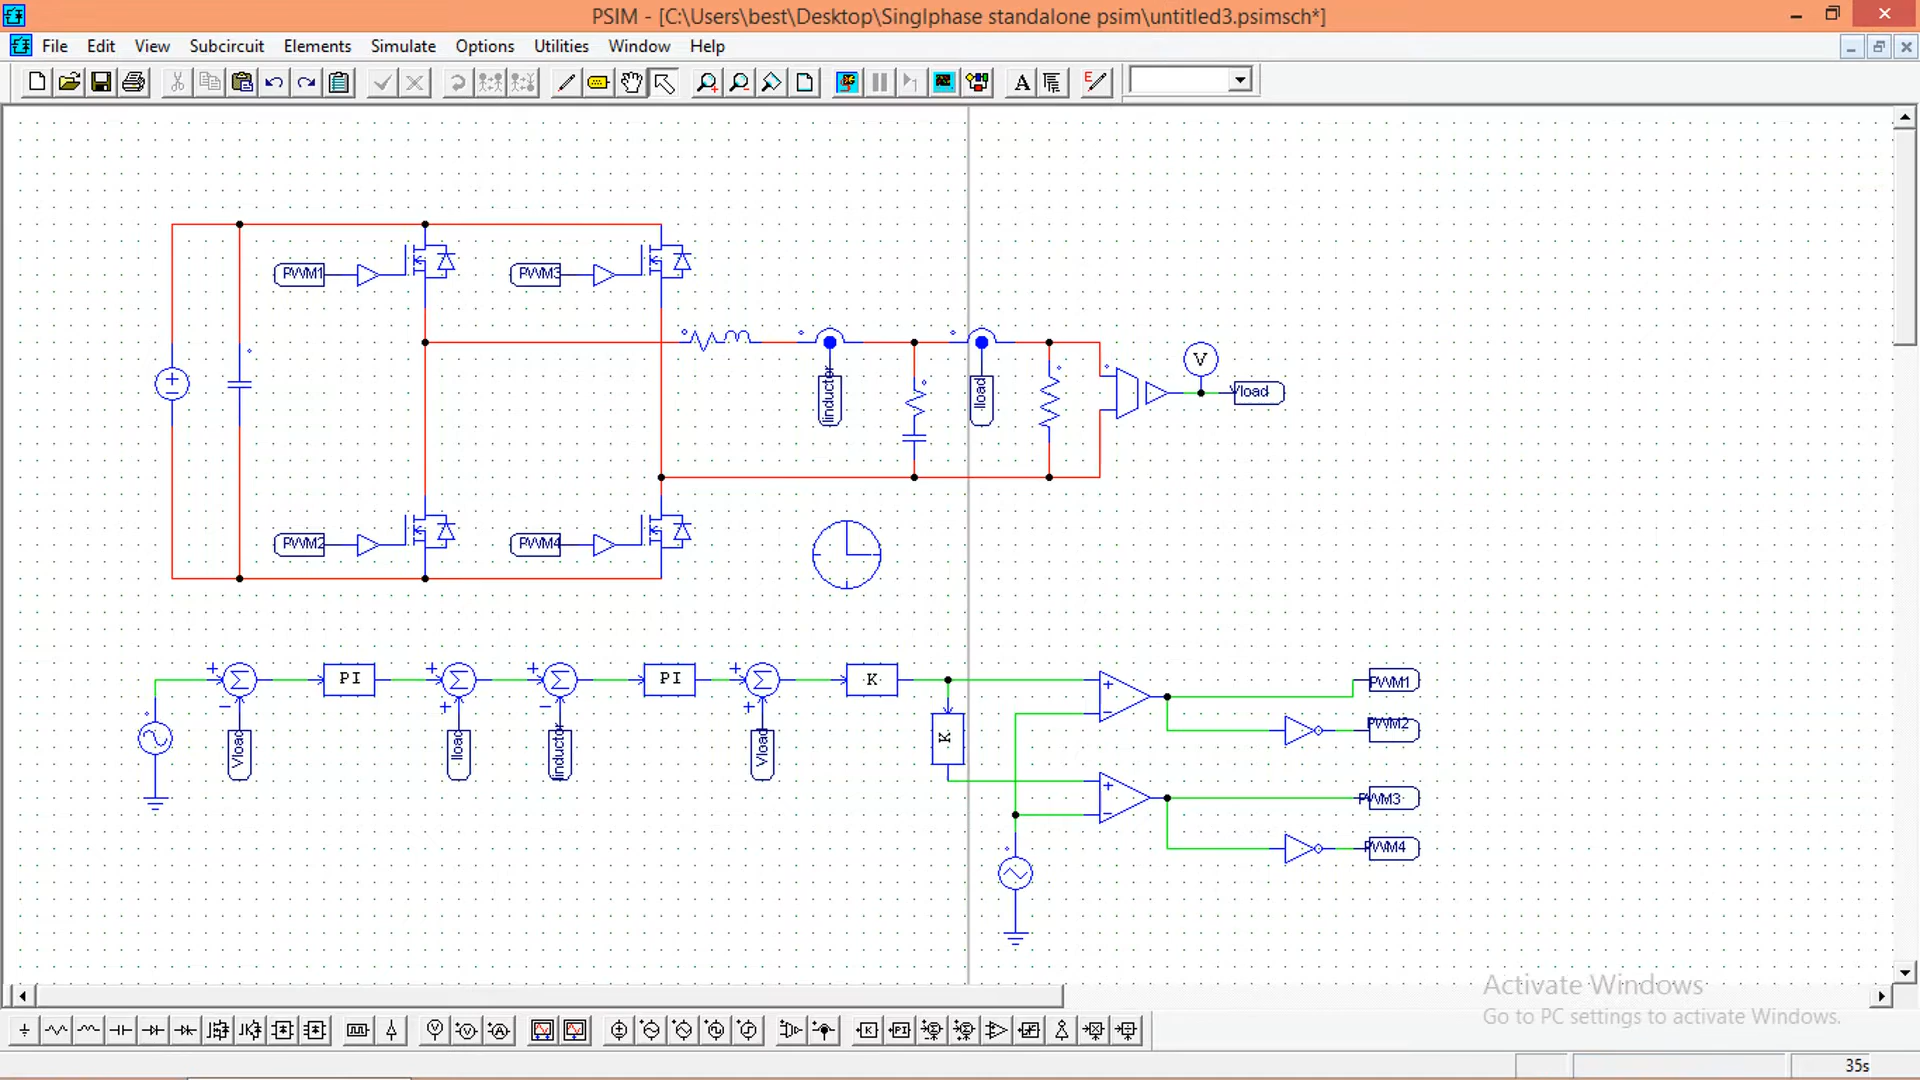 PSIM - [C:\Users\best\Desktop\Singlphase standalone psim\untitled3.psimsch*]
File Edit View Subcircuit Elements Simulate Options Utilities Window Help
PWM1
PWM3
Iinductor
Iload
V
Vload
PWM2
PWM4
PI
PI
K
PWM1
Vload
Iload
Iinductor
Vload
K
PWM2
PWM3
PWM4
Activate Windows
Go to PC settings to activate Windows.
35s